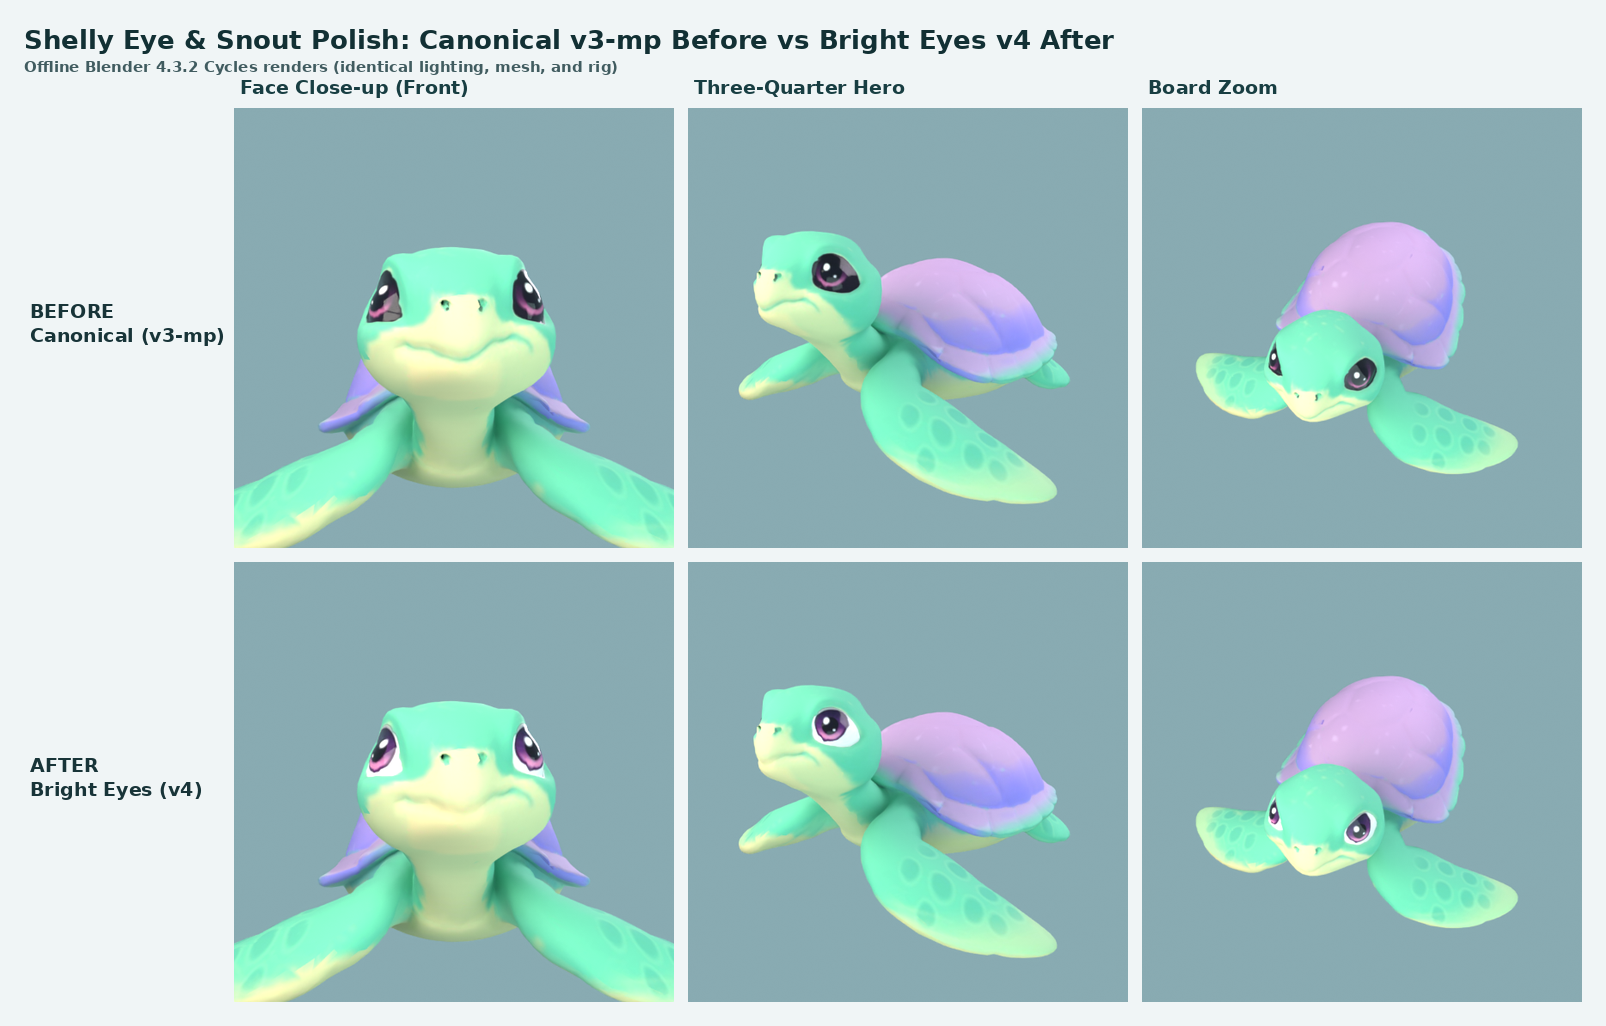 Shelly Eye & Snout Polish: Canonical v3-mp Before vs Bright Eyes v4 After
Offline Blender 4.3.2 Cycles renders (identical lighting, mesh, and rig)
Face Close-up (Front)
Three-Quarter Hero
Board Zoom
BEFORE
Canonical (v3-mp)
AFTER
Bright Eyes (v4)